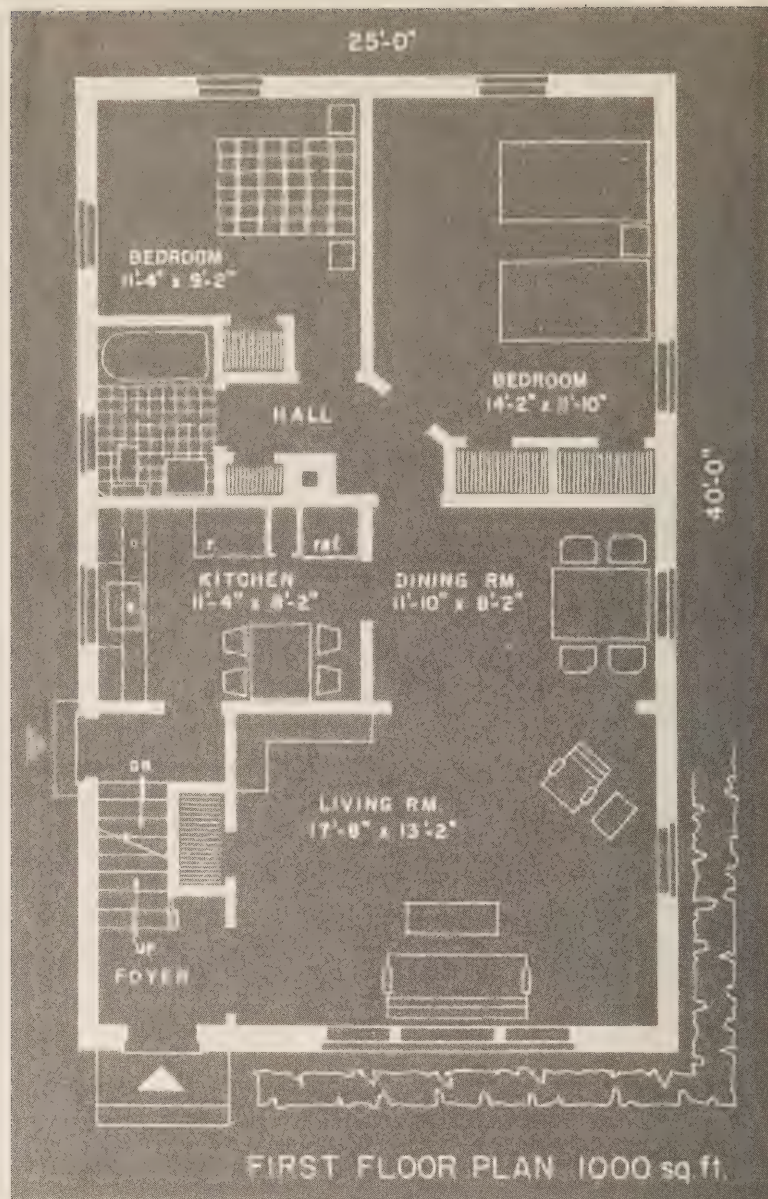 25'-0"
BEDROOM
11'-4" x 9'-2"
BEDROOM
14'-2" x 11'-10"
HALL
40'-0"
r
ref
KITCHEN
11'-4" x 8'-2"
DINING RM.
11'-10" x 8'-2"
DN
LIVING RM.
17'-8" x 13'-2"
UP
FOYER
FIRST FLOOR PLAN 1000 sq. ft.